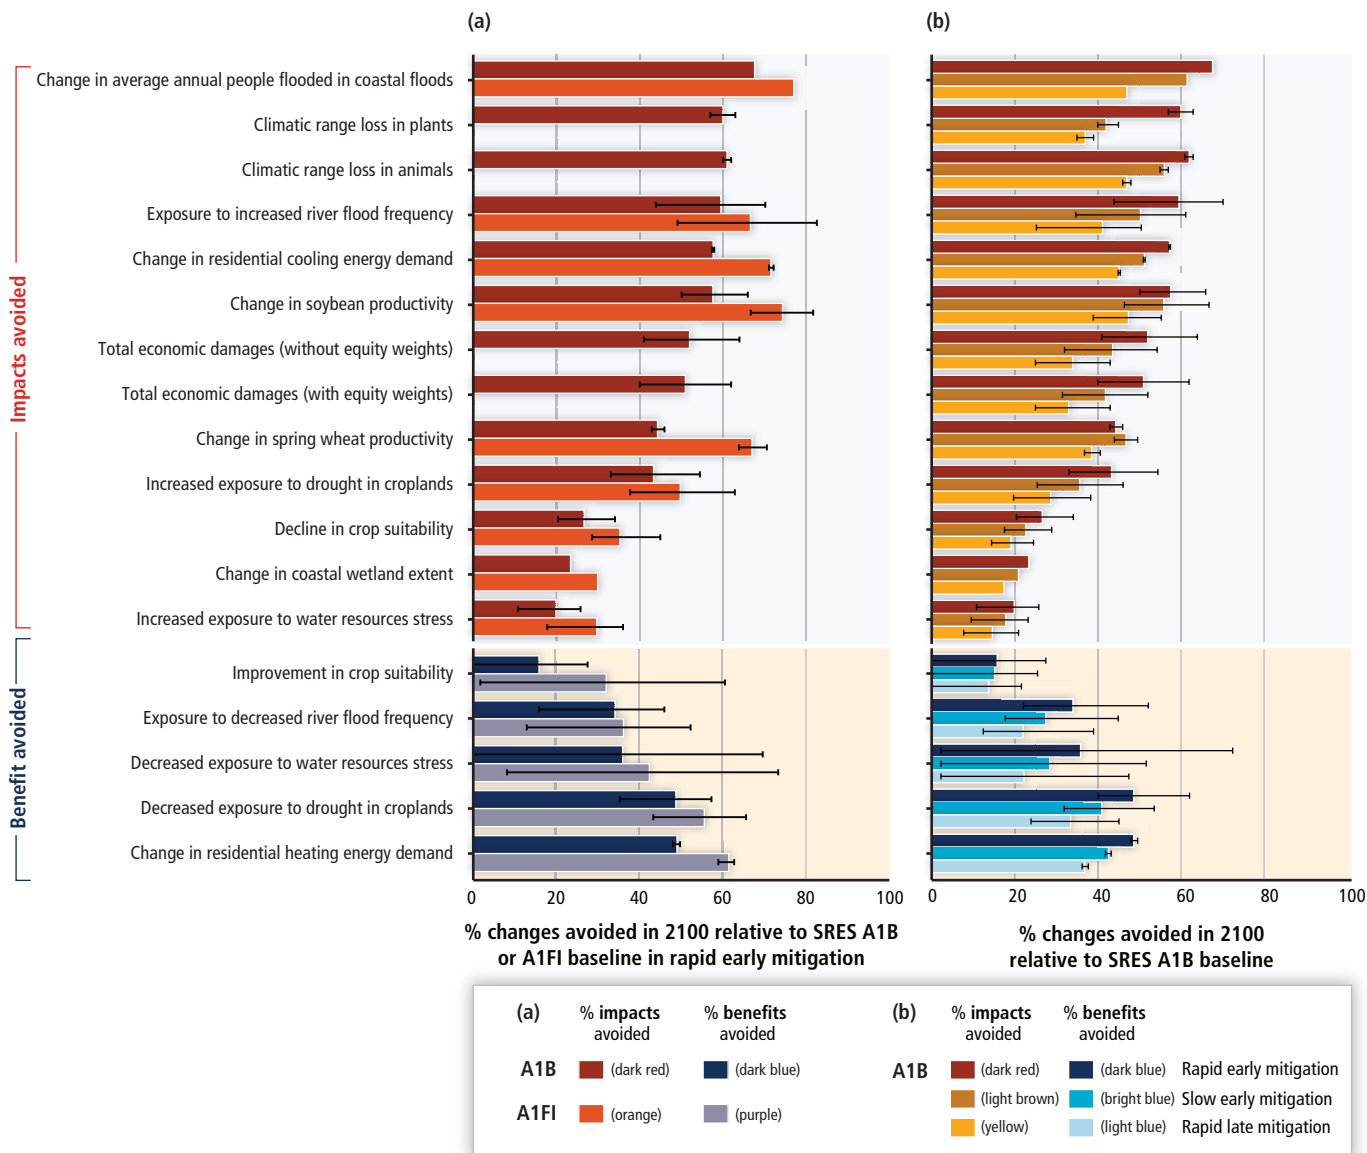 (a)
(b)
Impacts avoided
Change in average annual people flooded in coastal floods
Climatic range loss in plants
Climatic range loss in animals
Exposure to increased river flood frequency
Change in residential cooling energy demand
Change in soybean productivity
Total economic damages (without equity weights)
Total economic damages (with equity weights)
Change in spring wheat productivity
Increased exposure to drought in croplands
Decline in crop suitability
Change in coastal wetland extent
Increased exposure to water resources stress
Benefit avoided
Improvement in crop suitability
Exposure to decreased river flood frequency
Decreased exposure to water resources stress
Decreased exposure to drought in croplands
Change in residential heating energy demand
0 20 40 60 80 100
0 20 40 60 80 100
% changes avoided in 2100 relative to SRES A1B
or A1FI baseline in rapid early mitigation
% changes avoided in 2100
relative to SRES A1B baseline
(a)
% impacts
avoided
% benefits
avoided
A1B (dark red) (dark blue)
A1FI (orange) (purple)
(b)
% impacts
avoided
% benefits
avoided
A1B (dark red) (dark blue) Rapid early mitigation
(light brown) (bright blue) Slow early mitigation
(yellow) (light blue) Rapid late mitigation